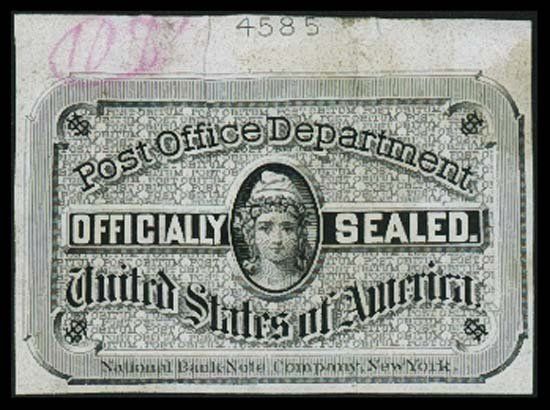 4585
Post Office Department
OFFICIALLY SEALED.
United States of America.
National Bank Note Company, New York.